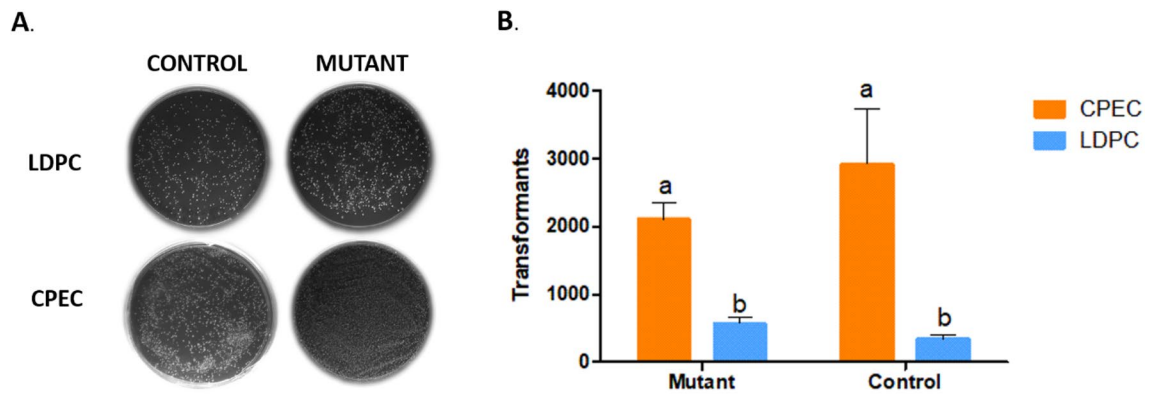 A.
CONTROL MUTANT
LDPC
CPEC
B.
4000
3000
2000
1000
0
Transformants
a
b
a
b
Mutant Control
CPEC
LDPC